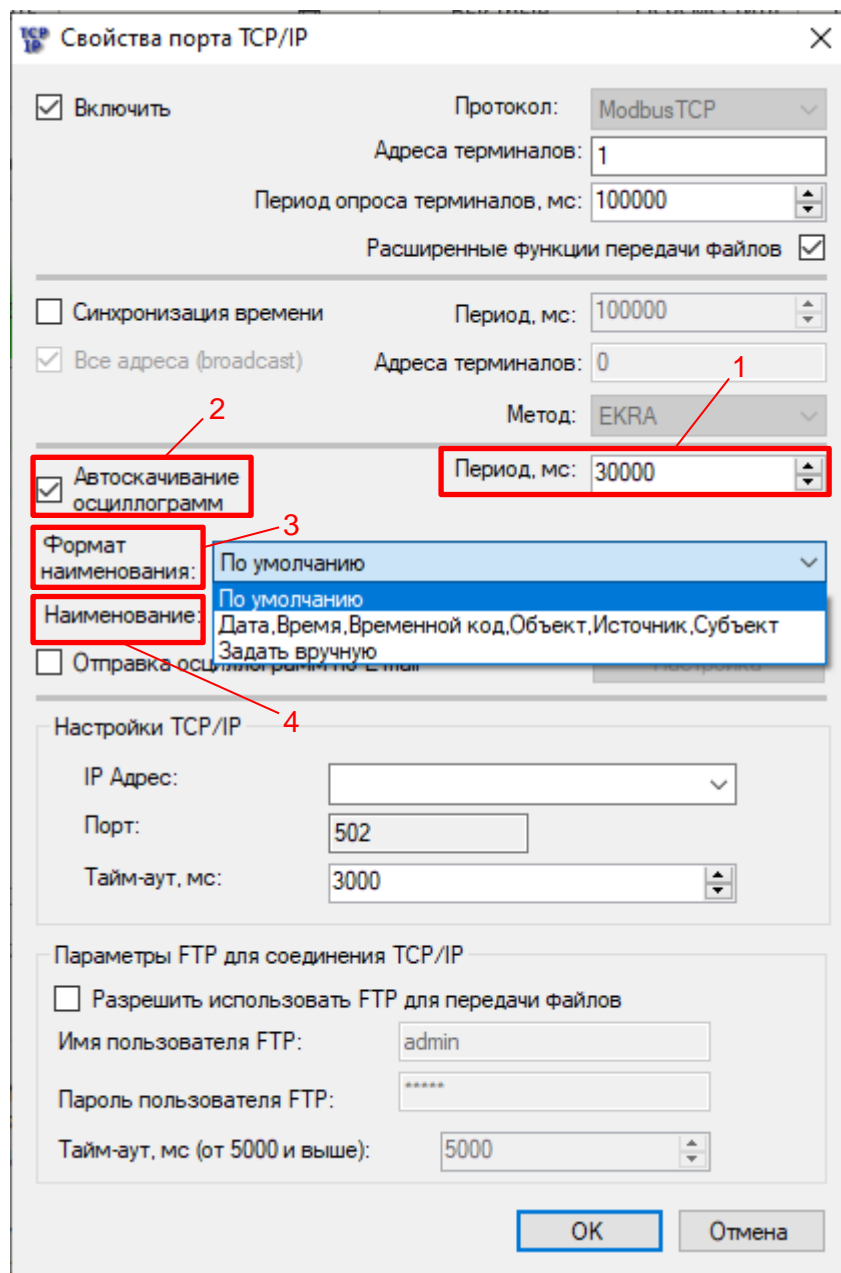 TCP IP Свойства порта TCP/IP
Включить
Протокол: ModbusTCP
Адреса терминалов: 1
Период опроса терминалов, мс: 100000
Расширенные функции передачи файлов
Синхронизация времени
Период, мс: 100000
Все адреса (broadcast)
Адреса терминалов: 0
1
2
Метод: EKRA
Автоскачивание
осциллограмм
Период, мс: 30000
3
Формат
наименования:
По умолчанию
По умолчанию
Наименование:
Дата,Время,Временной код,Объект,Источник,Субъект
Задать вручную
Отправка
4
Настройки TCP/IP
IP Адрес:
Порт: 502
Тайм-аут, мс: 3000
Параметры FTP для соединения TCP/IP
Разрешить использовать FTP для передачи файлов
Имя пользователя FTP: admin
Пароль пользователя FTP: *****
Тайм-аут, мс (от 5000 и выше): 5000
OK Отмена